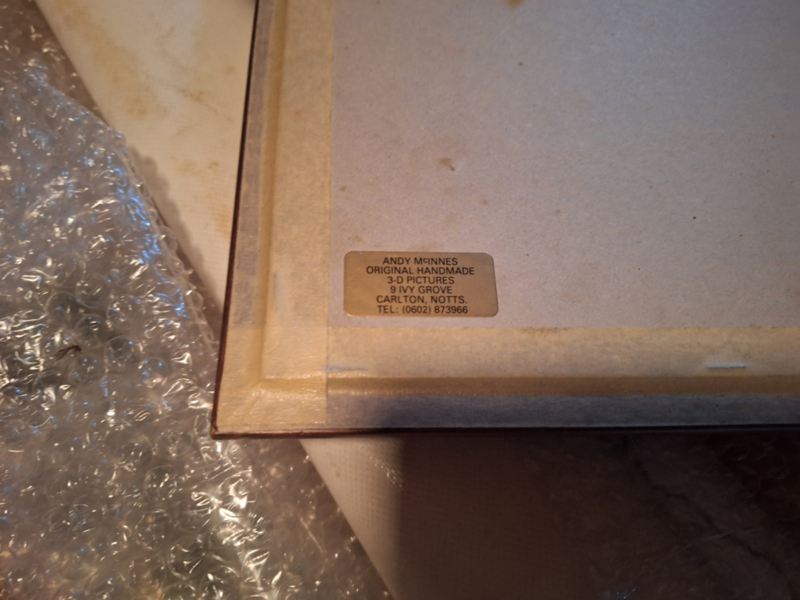 ANDY McINNES
ORIGINAL HANDMADE
3-D PICTURES
9 IVY GROVE
CARLTON, NOTTS.
TEL: (0602) 873966